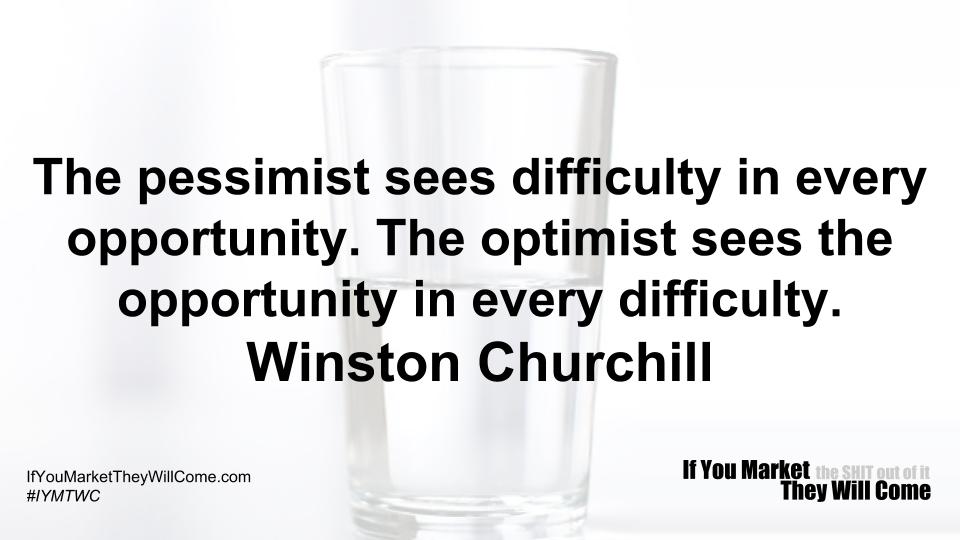 The pessimist sees difficulty in every
opportunity. The optimist sees the
opportunity in every difficulty.
Winston Churchill
IfYouMarketTheyWillCome.com
#IYMTWC
If You Market the SHIT out of it
They Will Come